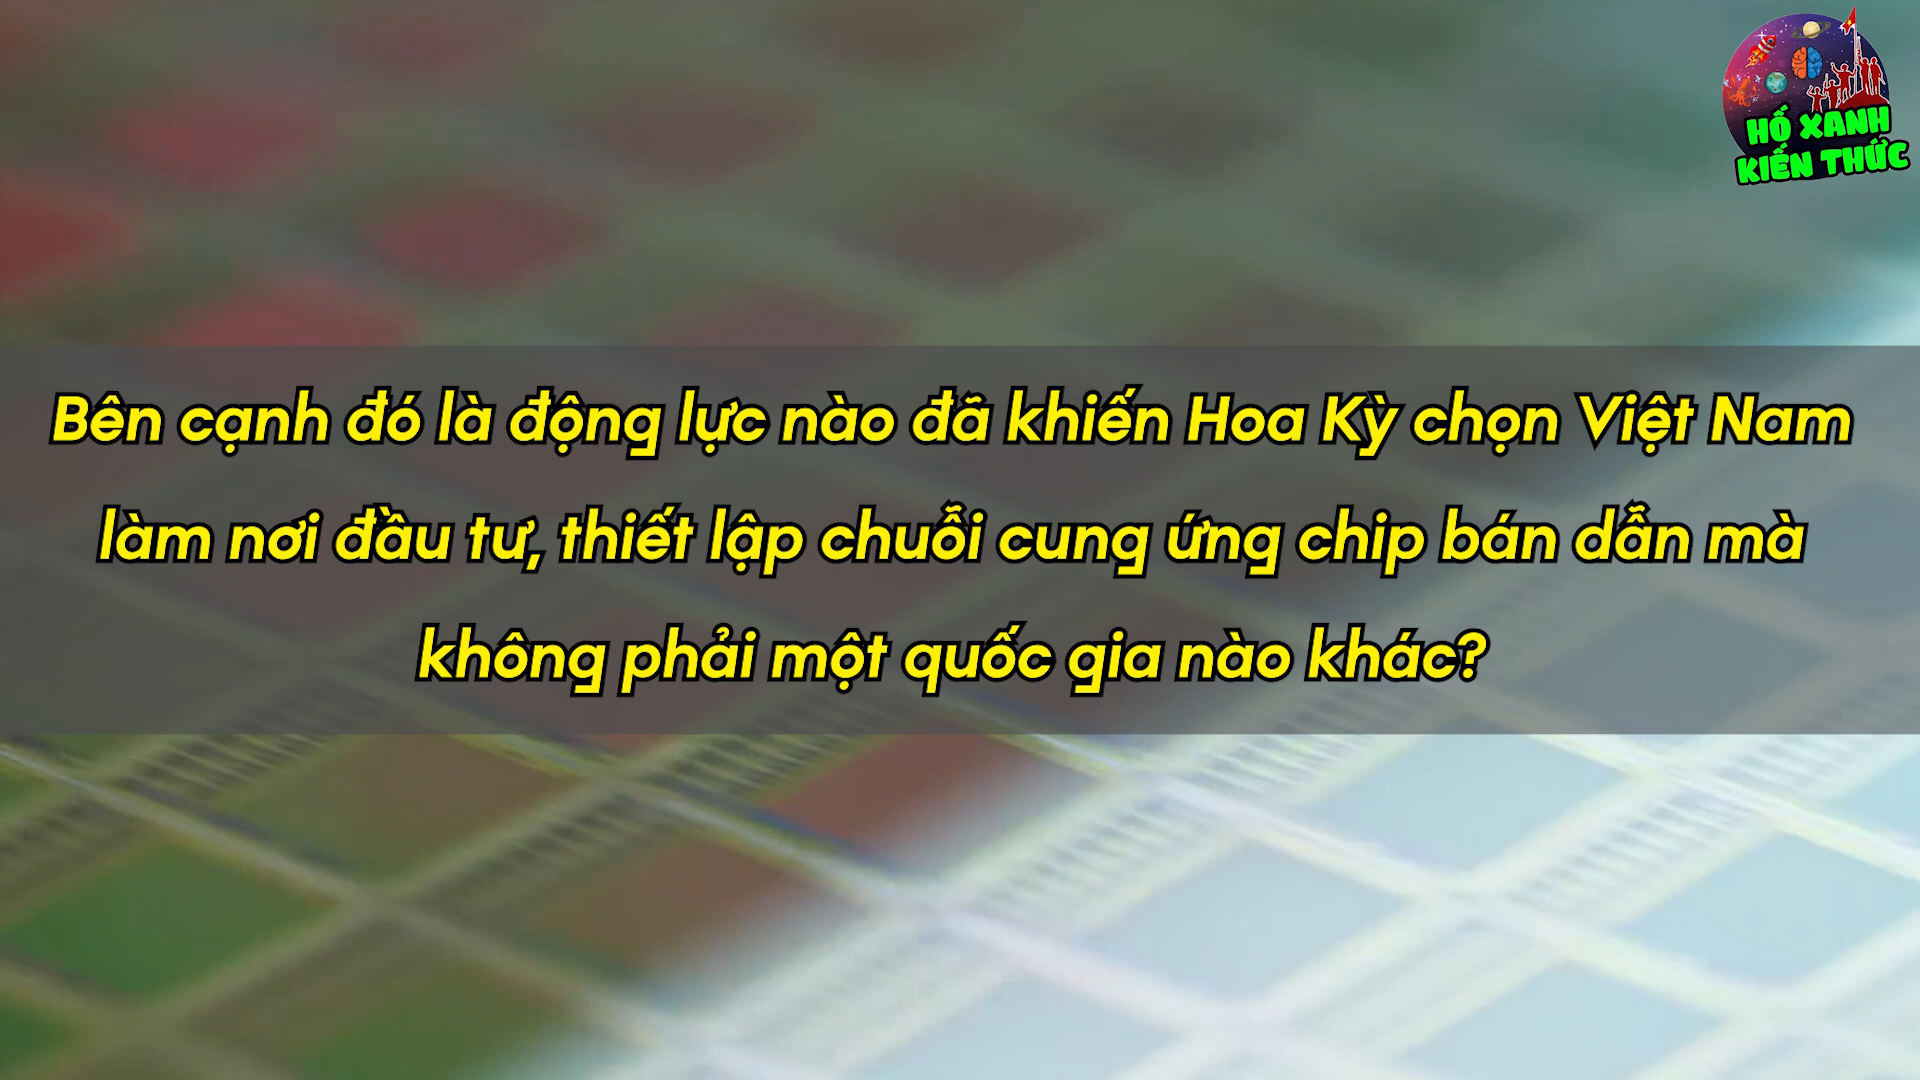 HỐ XANH
KIẾN THỨC
Bên cạnh đó là động lực nào đã khiến Hoa Kỳ chọn Việt Nam
làm nơi đầu tư, thiết lập chuỗi cung ứng chip bán dẫn mà
không phải một quốc gia nào khác?